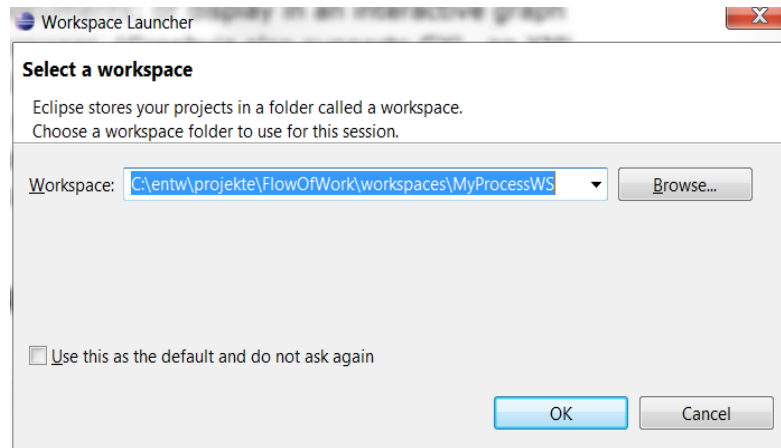 Workspace Launcher
X
Select a workspace
Eclipse stores your projects in a folder called a workspace.
Choose a workspace folder to use for this session.
Workspace: C:\entw\projekte\FlowOfWork\workspaces\MyProcessWS Browse...
Use this as the default and do not ask again
OK Cancel